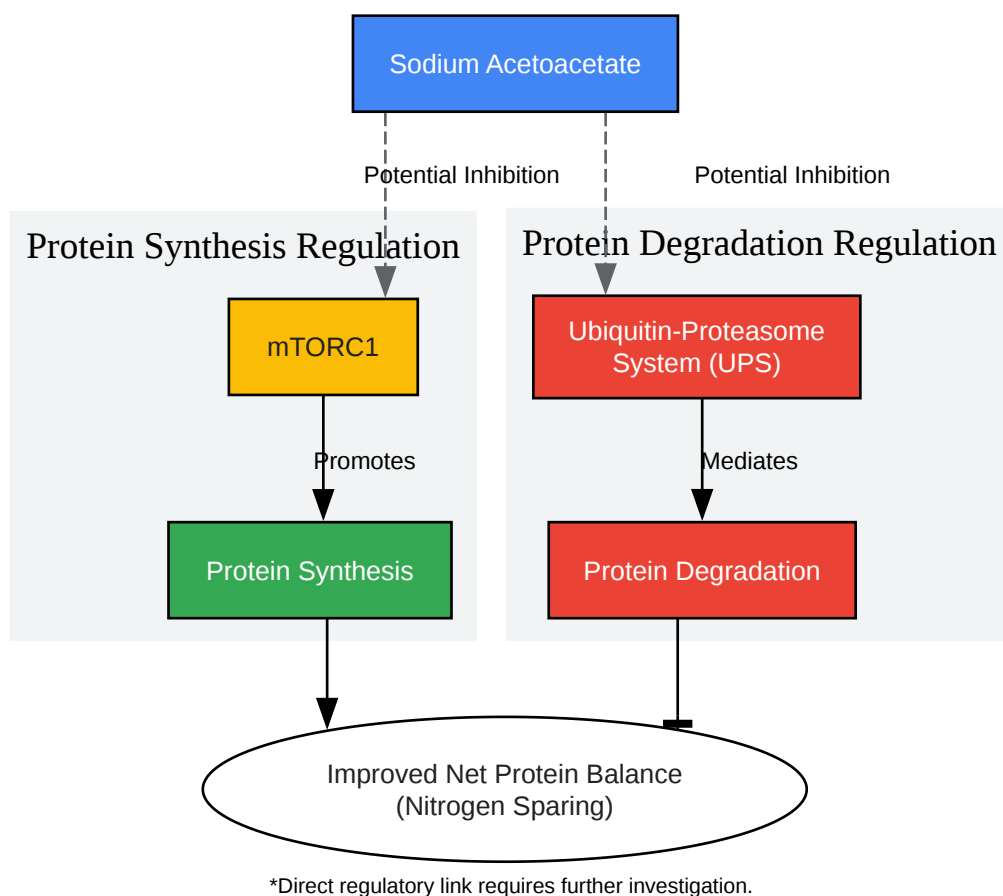 Sodium Acetoacetate
Potential Inhibition
Potential Inhibition
Protein Synthesis Regulation
Protein Degradation Regulation
mTORC1
Ubiquitin-Proteasome
System (UPS)
Promotes
Mediates
Protein Synthesis
Protein Degradation
Improved Net Protein Balance
(Nitrogen Sparing)
*Direct regulatory link requires further investigation.